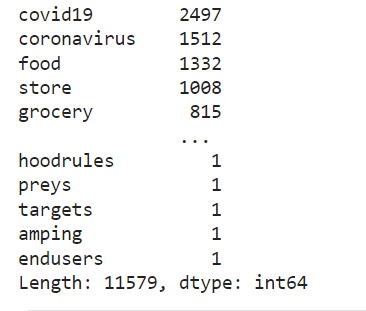 covid19 2497
coronavirus 1512
food 1332
store 1008
grocery 815
...
hoodrules 1
preys 1
targets 1
amping 1
endusers 1
Length: 11579, dtype: int64